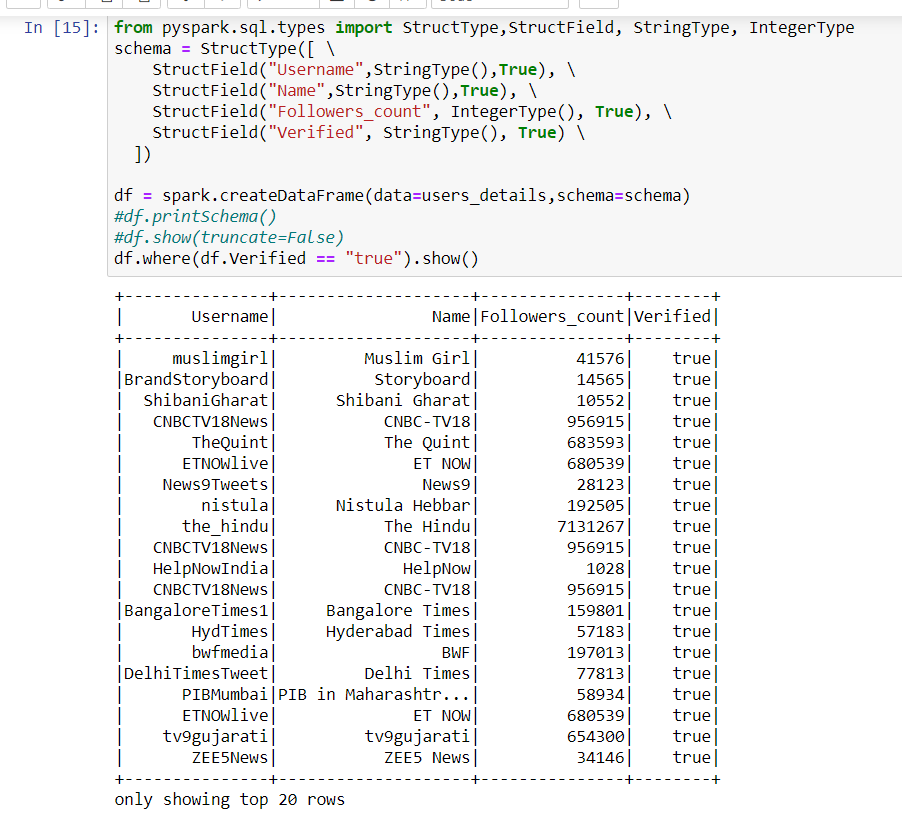 In [15]: from pyspark.sql.types import StructType,StructField, StringType, IntegerType
schema = StructType([ \
    StructField("Username",StringType(),True), \
    StructField("Name",StringType(),True), \
    StructField("Followers_count", IntegerType(), True), \
    StructField("Verified", StringType(), True) \
  ])
df = spark.createDataFrame(data=users_details,schema=schema)
#df.printSchema()
#df.show(truncate=False)
df.where(df.Verified == "true").show()
+---------------+--------------------+---------------+--------+
|       Username|                Name|Followers_count|Verified|
+---------------+--------------------+---------------+--------+
|     muslimgirl|         Muslim Girl|          41576|    true|
|BrandStoryboard|          Storyboard|          14565|    true|
|  ShibaniGharat|      Shibani Gharat|          10552|    true|
|   CNBCTV18News|           CNBC-TV18|         956915|    true|
|       TheQuint|           The Quint|         683593|    true|
|      ETNOWlive|              ET NOW|         680539|    true|
|    News9Tweets|               News9|          28123|    true|
|        nistula|      Nistula Hebbar|         192505|    true|
|      the_hindu|           The Hindu|        7131267|    true|
|   CNBCTV18News|           CNBC-TV18|         956915|    true|
|   HelpNowIndia|             HelpNow|           1028|    true|
|   CNBCTV18News|           CNBC-TV18|         956915|    true|
|BangaloreTimes1|     Bangalore Times|         159801|    true|
|       HydTimes|     Hyderabad Times|          57183|    true|
|       bwfmedia|                 BWF|         197013|    true|
|DelhiTimesTweet|         Delhi Times|          77813|    true|
|      PIBMumbai|PIB in Maharashtr...|          58934|    true|
|      ETNOWlive|              ET NOW|         680539|    true|
|    tv9gujarati|         tv9gujarati|         654300|    true|
|       ZEE5News|           ZEE5 News|          34146|    true|
+---------------+--------------------+---------------+--------+
only showing top 20 rows